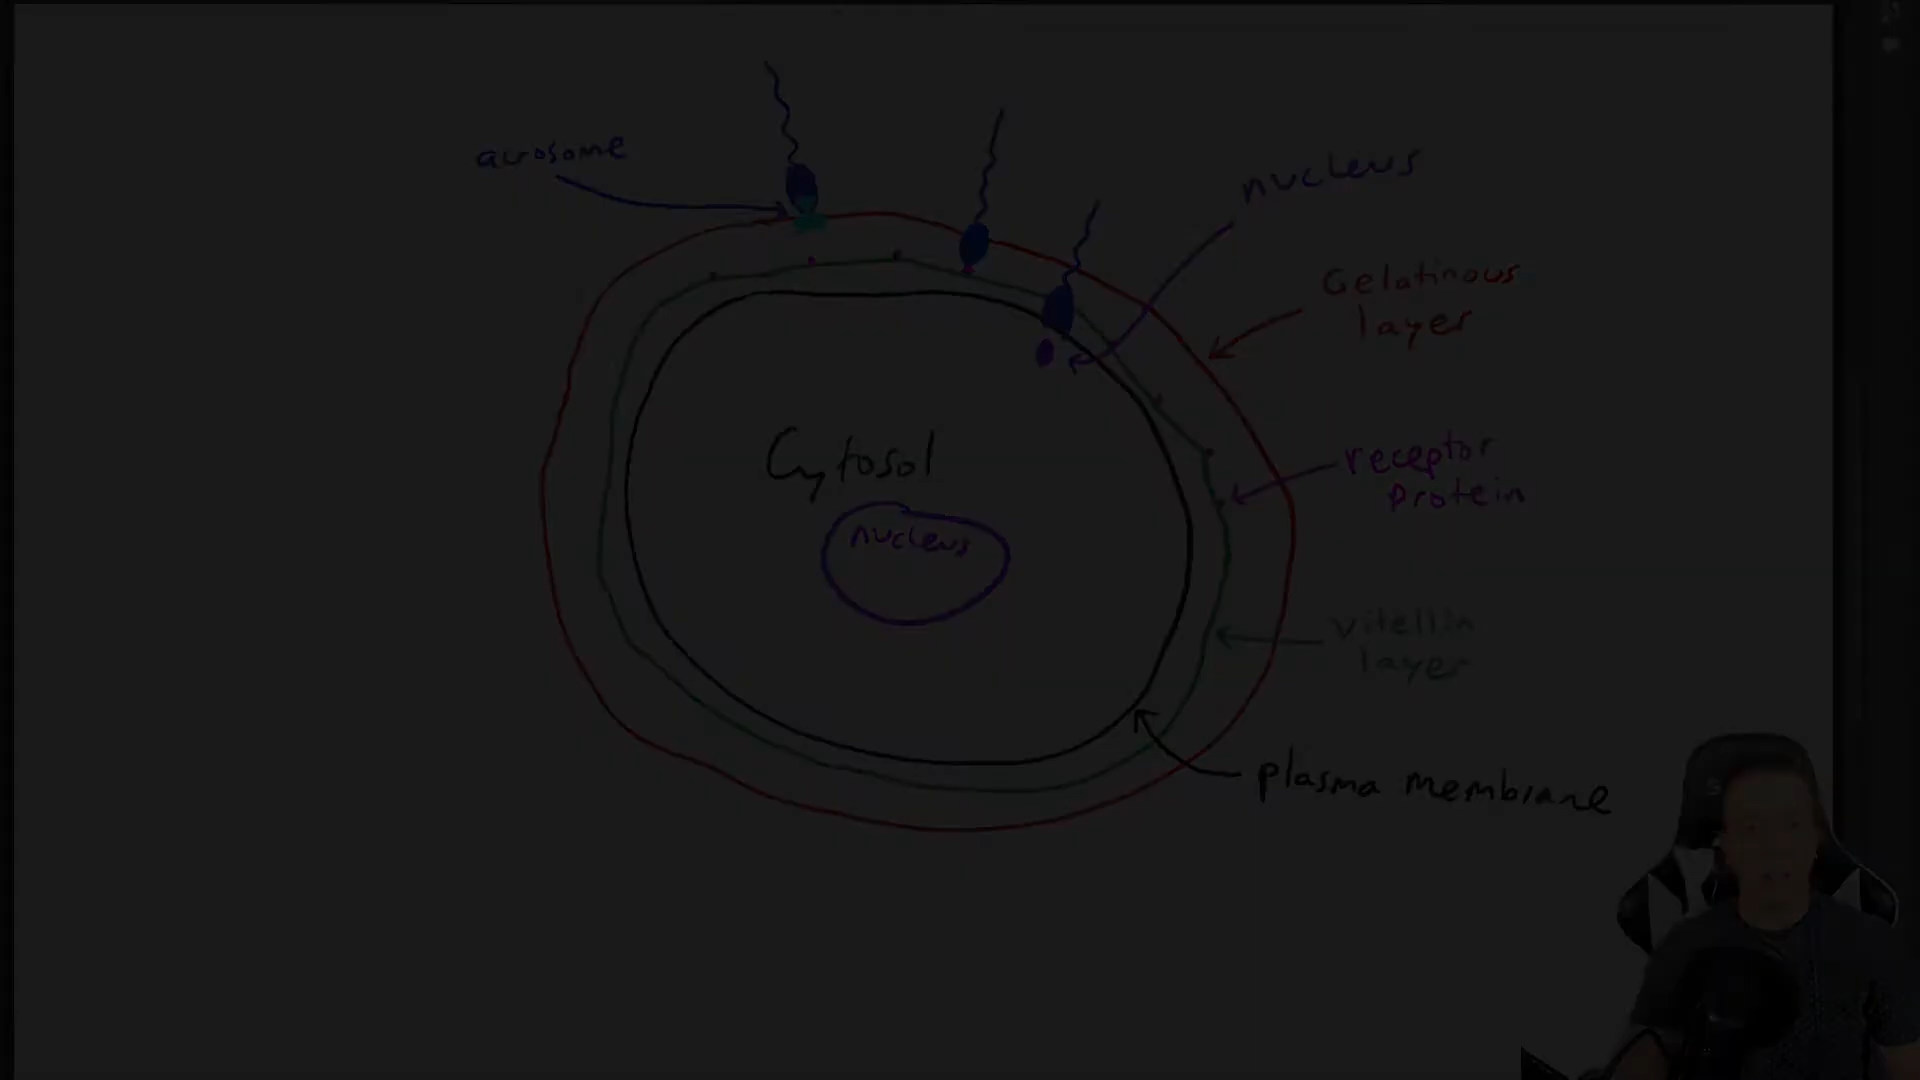 acrosome
nucleus
Gelatinous
layer
Cytosol
receptor
protein
nucleus
vitellin
layer
plasma membrane